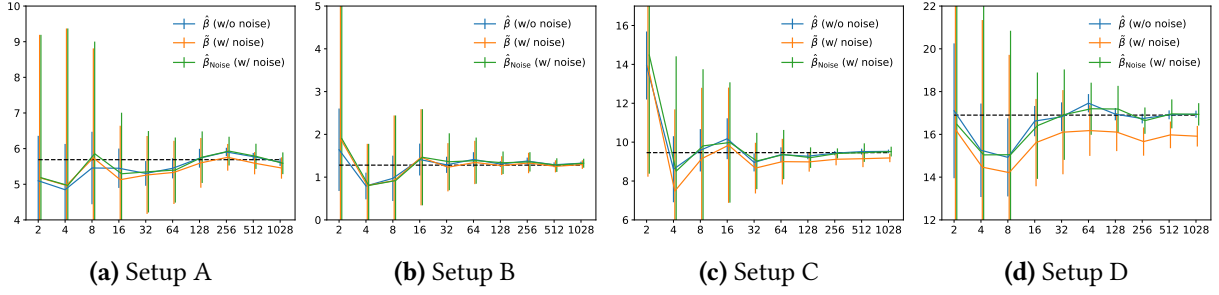 10
9
8
7
6
5
4
β̂ (w/o noise)
β̃ (w/ noise)
β̂Noise (w/ noise)
2 4 8 16 32 64 128 256 512 1028
(a) Setup A
5
4
3
2
1
0
β̂ (w/o noise)
β̃ (w/ noise)
β̂Noise (w/ noise)
2 4 8 16 32 64 128 256 512 1028
(b) Setup B
16
14
12
10
8
6
β̂ (w/o noise)
β̃ (w/ noise)
β̂Noise (w/ noise)
2 4 8 16 32 64 128 256 512 1028
(c) Setup C
22
20
18
16
14
12
β̂ (w/o noise)
β̃ (w/ noise)
β̂Noise (w/ noise)
2 4 8 16 32 64 128 256 512 1028
(d) Setup D